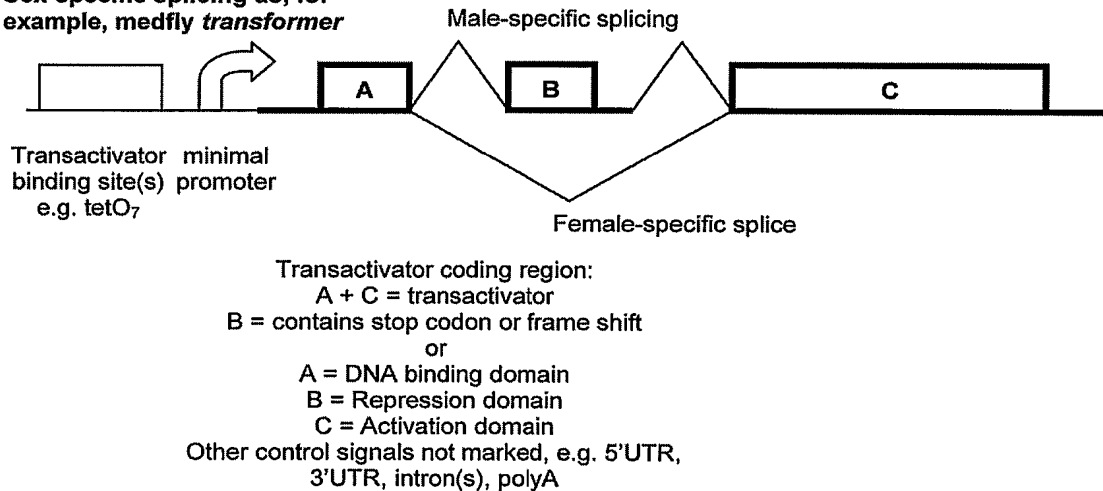 example, medfly transformer
Male-specific splicing
A
B
C
Transactivator minimal
binding site(s) promoter
e.g. tetO₇
Female-specific splice
Transactivator coding region:
A + C = transactivator
B = contains stop codon or frame shift
or
A = DNA binding domain
B = Repression domain
C = Activation domain
Other control signals not marked, e.g. 5'UTR,
3'UTR, intron(s), polyA